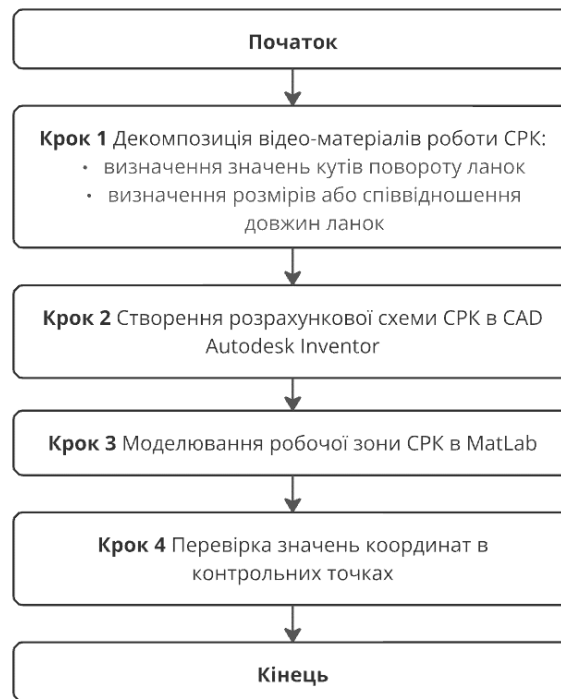 Початок
Крок 1 Декомпозиція відео-матеріалів роботи СРК:
• визначення значень кутів повороту ланок
• визначення розмірів або співвідношення
довжин ланок
Крок 2 Створення розрахункової схеми СРК в CAD
Autodesk Inventor
Крок 3 Моделювання робочої зони СРК в MatLab
Крок 4 Перевірка значень координат в
контрольних точках
Кінець